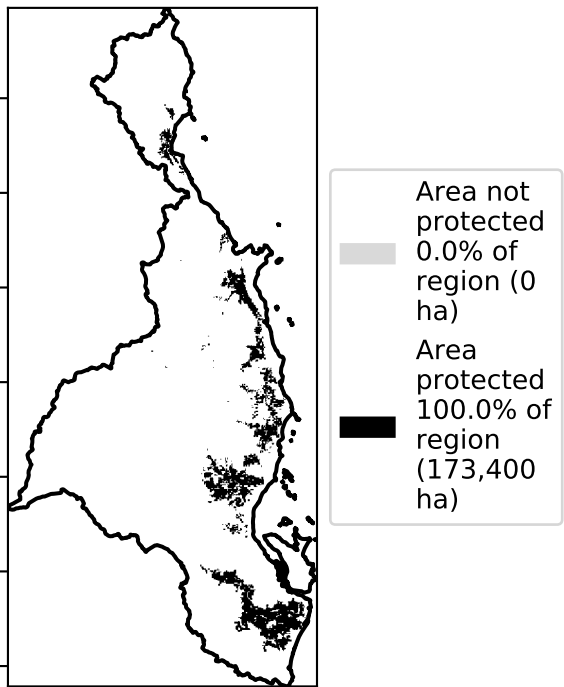 Area not
protected
0.0% of
region (0
ha)
Area
protected
100.0% of
region
(173,400
ha)